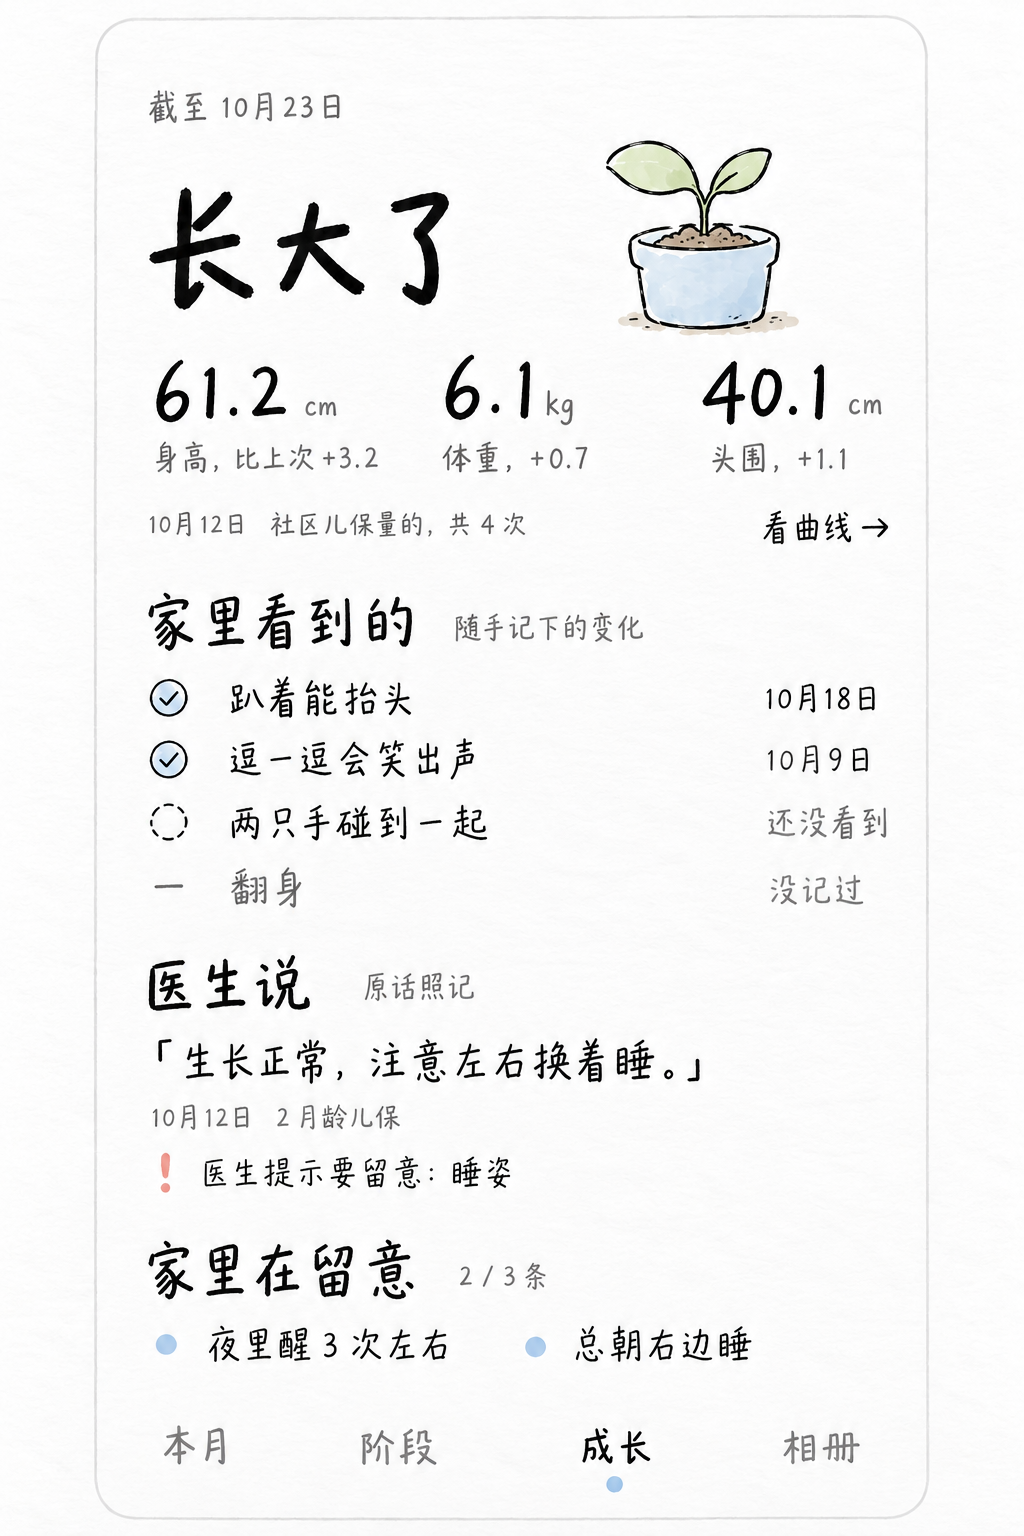 截至 10月23日
长大了
61.2 cm 6.1 kg 40.1 cm
身高, 比上次 +3.2 体重, +0.7 头围, +1.1
10月12日 社区儿保量的, 共 4 次 看曲线 →
家里看到的 随手记下的变化
趴着能抬头 10月18日
逗一逗会笑出声 10月9日
两只手碰到一起 还没看到
— 翻身 没记过
医生说 原话照记
「生长正常, 注意左右换着睡。」
10月12日 2 月龄儿保
! 医生提示要留意: 睡姿
家里在留意 2 / 3 条
夜里醒 3 次左右 总朝右边睡
本月 阶段 成长 相册